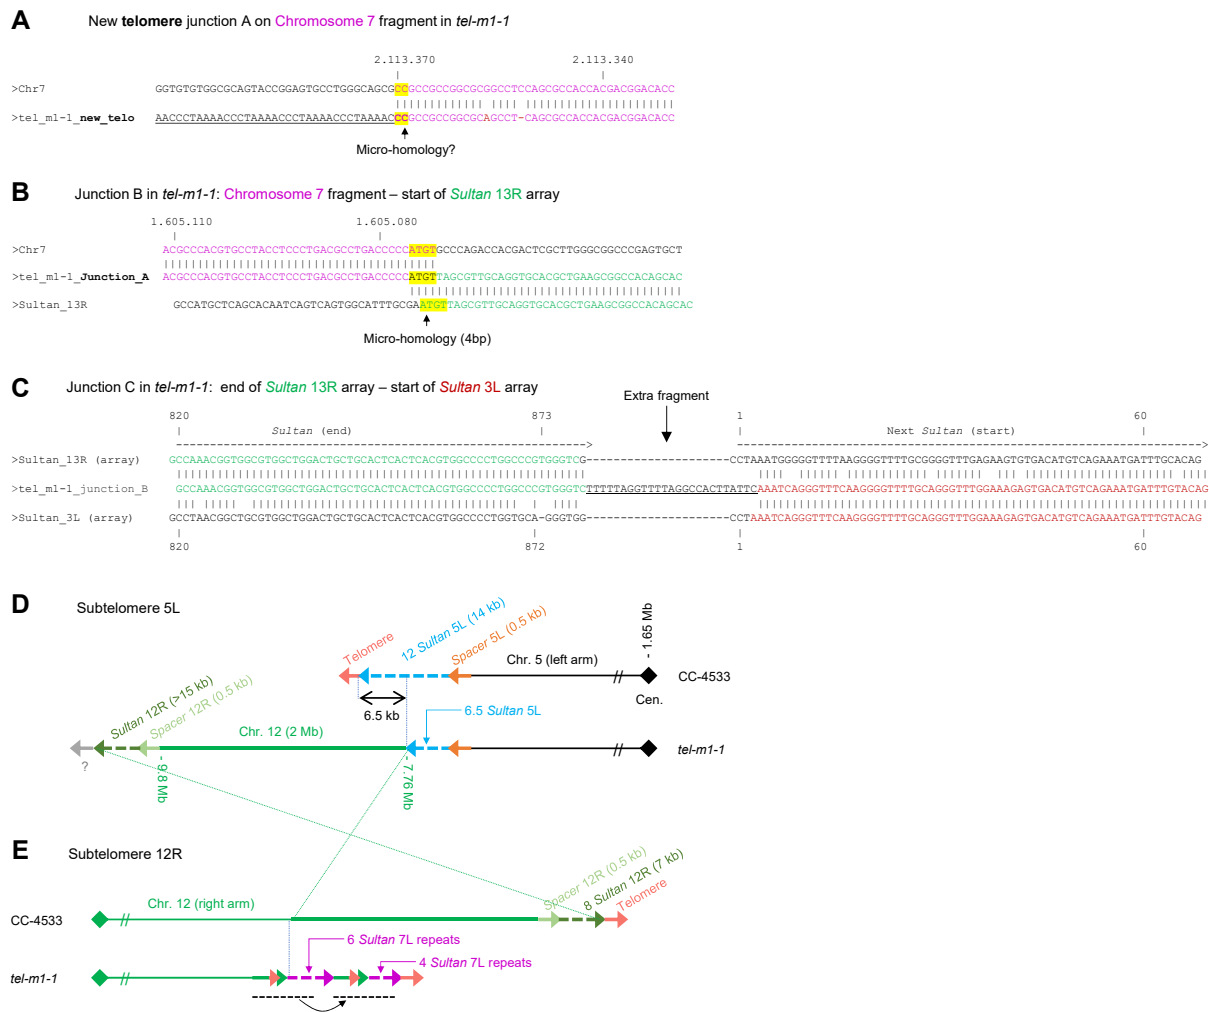 A New telomere junction A on Chromosome 7 fragment in tel-m1-1
2.113.370 2.113.340
>Chr7 GGTGTGTGGCGCAGTACCGGAGTGCCTGGGCAGCGCCGCCGCCGGCGCGGCCTCCAGCGCCACCACGACGGACACC
>tel_m1-1_new_telo AACCCTAAAACCCTAAAACCCTAAAACCCTAAAACCCGCCGCCGGCGCAGCCT-CAGCGCCACCACGACGGACACC
Micro-homology?
B Junction B in tel-m1-1: Chromosome 7 fragment – start of Sultan 13R array
1.605.110 1.605.080
>Chr7 ACGCCCACGTGCCTACCTCCCTGACGCCTGACCCCCATGTGCCCAGACCACGACTCGCTTGGGCGGCCCGAGTGCT
>tel_m1-1_Junction_A ACGCCCACGTGCCTACCTCCCTGACGCCTGACCCCCATGTTAGCGTTGCAGGTGCACGCTGAAGCGGCCACAGCAC
>Sultan_13R GCCATGCTCAGCACAATCAGTCAGTGGCATTTGCGAATGTTAGCGTTGCAGGTGCACGCTGAAGCGGCCACAGCAC
Micro-homology (4bp)
C Junction C in tel-m1-1: end of Sultan 13R array – start of Sultan 3L array
Extra fragment
820 873 1 60
Sultan (end) Next Sultan (start)
>Sultan_13R (array) GCCAAACGGTGGCGTGGCTGGACTGCTGCACTCACTCACGTGGCCCCTGGCCCGTGGGTCG---------------------CCTAAATGGGGGTTTTAAGGGGTTTTGCGGGGTTTGAGAAGTGTGACATGTCAGAAATGATTTGCACAG
>tel_m1-1_junction_B GCCAAACGGTGGCGTGGCTGGACTGCTGCACTCACTCACGTGGCCCCTGGCCCGTGGGTCTTTTTAGGTTTTAGGCCACTTATTCAAATCAGGGTTTCAAGGGGTTTTGCAGGGTTTGGAAAGAGTGACATGTCAGAAATGATTTGTACAG
>Sultan_3L (array) GCCTAACGGCTGCGTGGCTGGACTGCTGCACTCACTCACGTGGCCCCTGGTGCA-GGGTGG---------------------CCTAAATCAGGGTTTCAAGGGGTTTTGCAGGGTTTGGAAAGAGTGACATGTCAGAAATGATTTGTACAG
820 872 1 60
D Subtelomere 5L
Telomere
12 Sultan 5L (14 kb)
Spacer 5L (0.5 kb)
Chr. 5 (left arm)
- 1.65 Mb
CC-4533
Cen.
6.5 kb
6.5 Sultan 5L
Sultan 12R (>15 kb)
Spacer 12R (0.5 kb)
Chr. 12 (2 Mb)
tel-m1-1
?
- 9.8 Mb
- 7.76 Mb
E Subtelomere 12R
Spacer 12R (0.5 kb)
8 Sultan 12R (7 kb)
Telomere
Chr. 12 (right arm)
CC-4533
6 Sultan 7L repeats
4 Sultan 7L repeats
tel-m1-1